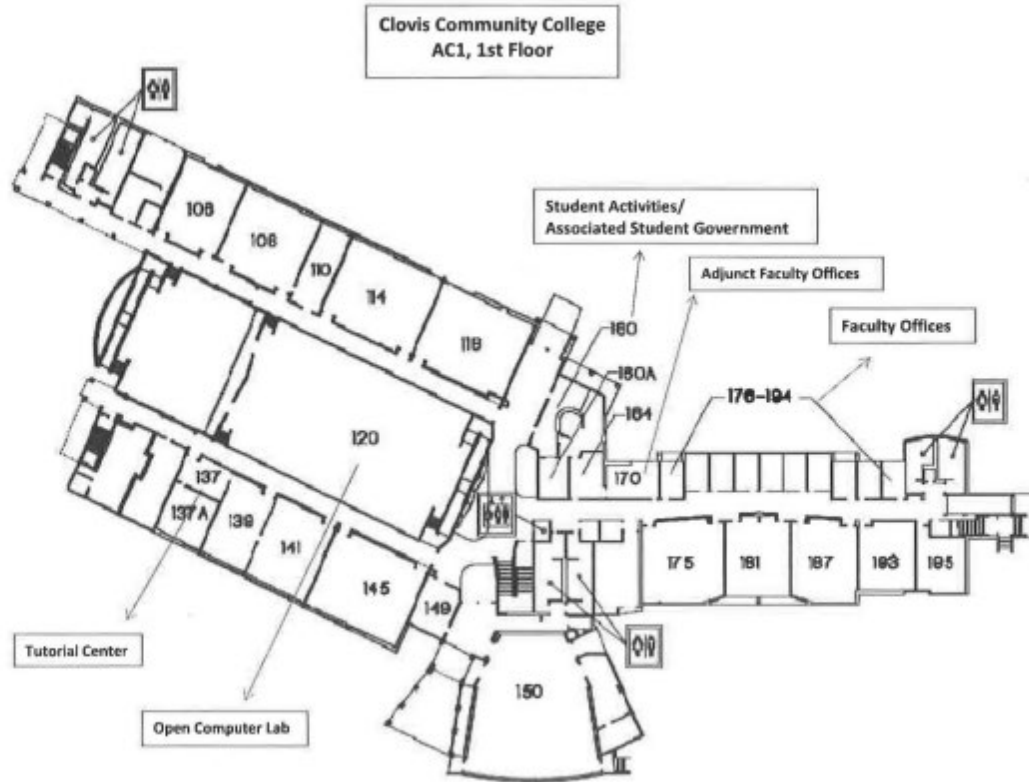 Clovis Community College
AC1, 1st Floor
Student Activities/
Associated Student Government
Adjunct Faculty Offices
Faculty Offices
106
108
110
114
118
160
160A
164
176-194
120
170
137
137A
139
141
145
149
175
181
187
193
195
150
Tutorial Center
Open Computer Lab